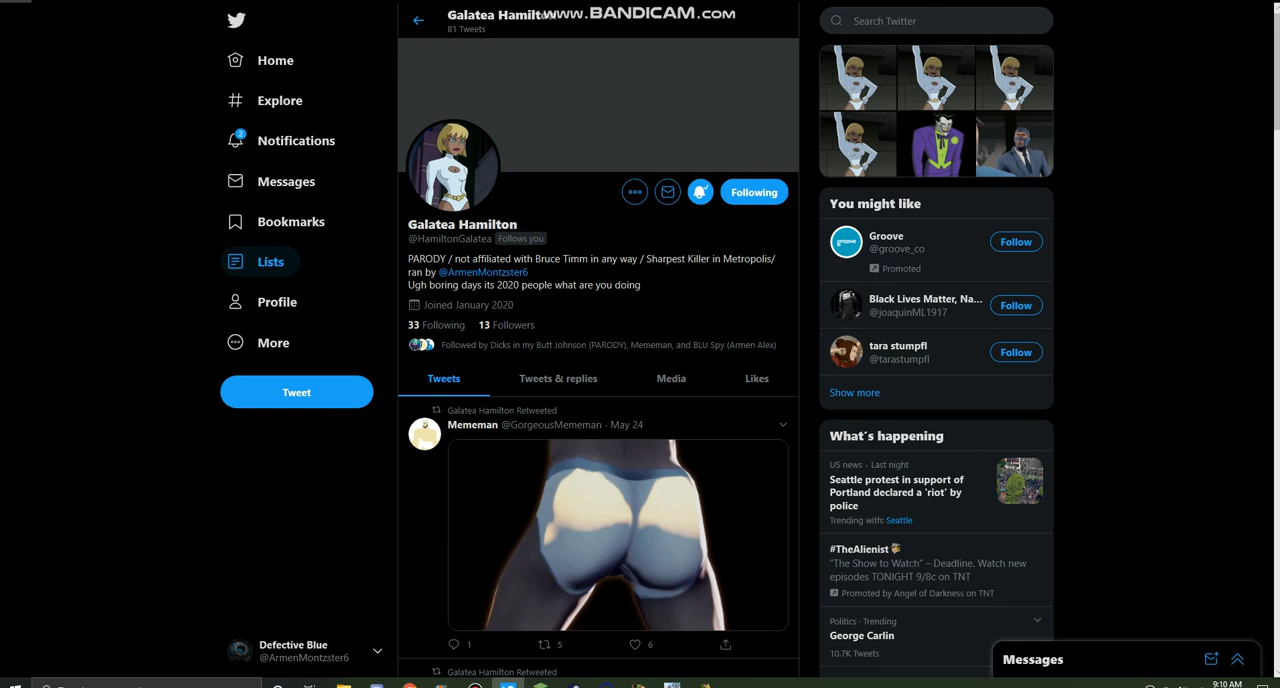 www.BANDICAM.com
Galatea Hamilt
81 Tweets
Search Twitter
Home
Explore
2
Notifications
Messages
Bookmarks
Lists
Profile
More
Tweet
Following
Galatea Hamilton
@HamiltonGalatea Follows you
PARODY / not affiliated with Bruce Timm in any way / Sharpest Killer in Metropolis/
ran by @ArmenMontzster6
Ugh boring days its 2020 people what are you doing
Joined January 2020
33 Following 13 Followers
Followed by Dicks in my Butt Johnson (PARODY), Mememan, and BLU Spy (Armen Alex)
Tweets Tweets & replies Media Likes
Galatea Hamilton Retweeted
Mememan @GorgeousMememan · May 24
1 5 6
Galatea Hamilton Retweeted
You might like
groove
Groove
@groove_co
Promoted
Follow
Black Lives Matter, Na...
@joaquinML1917
Follow
tara stumpfl
@tarastumpfl
Follow
Show more
What's happening
US news · Last night
Seattle protest in support of
Portland declared a 'riot' by
police
Trending with: Seattle
#TheAlienist
"The Show to Watch" – Deadline. Watch new
episodes TONIGHT 9/8c on TNT
Promoted by Angel of Darkness on TNT
Politics · Trending
George Carlin
10.7K Tweets
Messages
Defective Blue
@ArmenMontzster6
9:10 AM